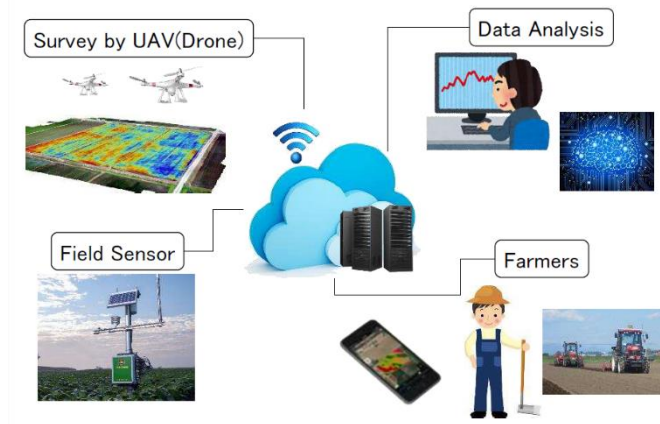 Survey by UAV(Drone)
Data Analysis
Field Sensor
Farmers